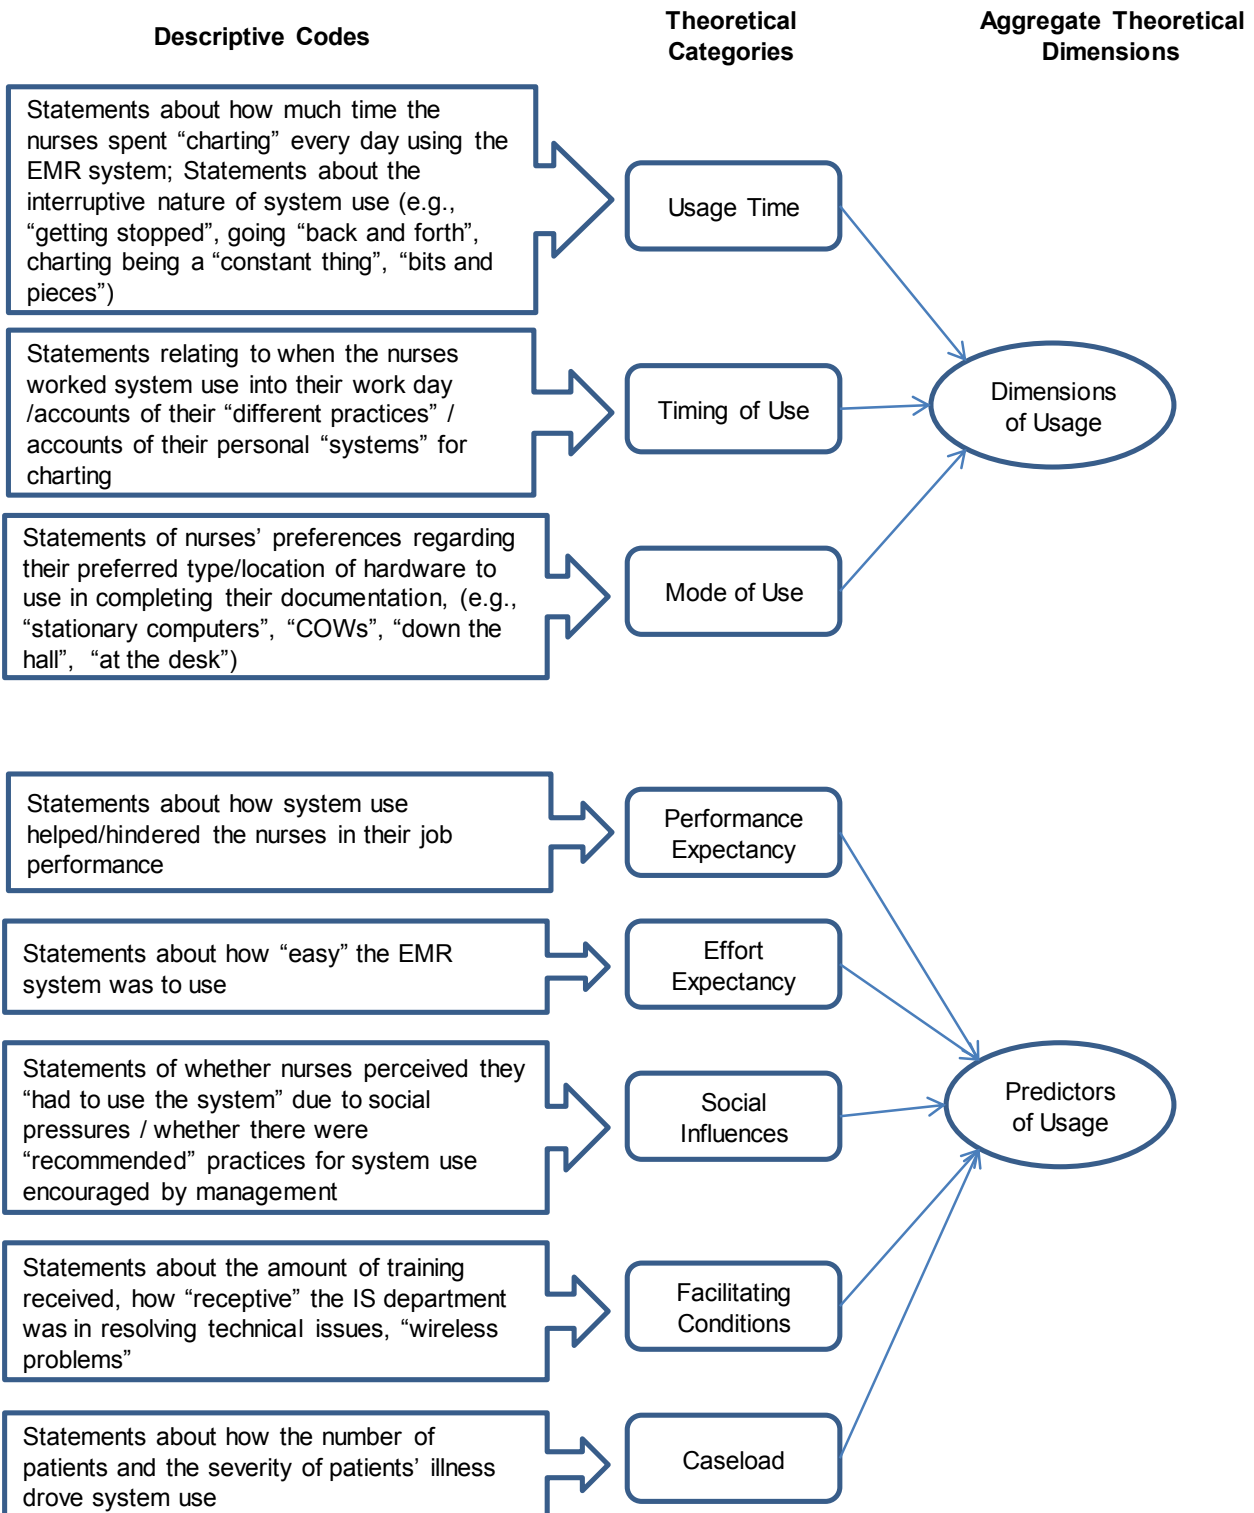 Descriptive Codes
Theoretical
Categories
Aggregate Theoretical
Dimensions
Statements about how much time the
nurses spent “charting” every day using the
EMR system; Statements about the
interruptive nature of system use (e.g.,
“getting stopped”, going “back and forth”,
charting being a “constant thing”, “bits and
pieces”)
Usage Time
Statements relating to when the nurses
worked system use into their work day
/accounts of their “different practices” /
accounts of their personal “systems” for
charting
Timing of Use
Dimensions
of Usage
Statements of nurses’ preferences regarding
their preferred type/location of hardware to
use in completing their documentation, (e.g.,
“stationary computers”, “COWs”, “down the
hall”, “at the desk”)
Mode of Use
Statements about how system use
helped/hindered the nurses in their job
performance
Performance
Expectancy
Statements about how “easy” the EMR
system was to use
Effort
Expectancy
Statements of whether nurses perceived they
“had to use the system” due to social
pressures / whether there were
“recommended” practices for system use
encouraged by management
Social
Influences
Predictors
of Usage
Statements about the amount of training
received, how “receptive” the IS department
was in resolving technical issues, “wireless
problems”
Facilitating
Conditions
Statements about how the number of
patients and the severity of patients’ illness
drove system use
Caseload